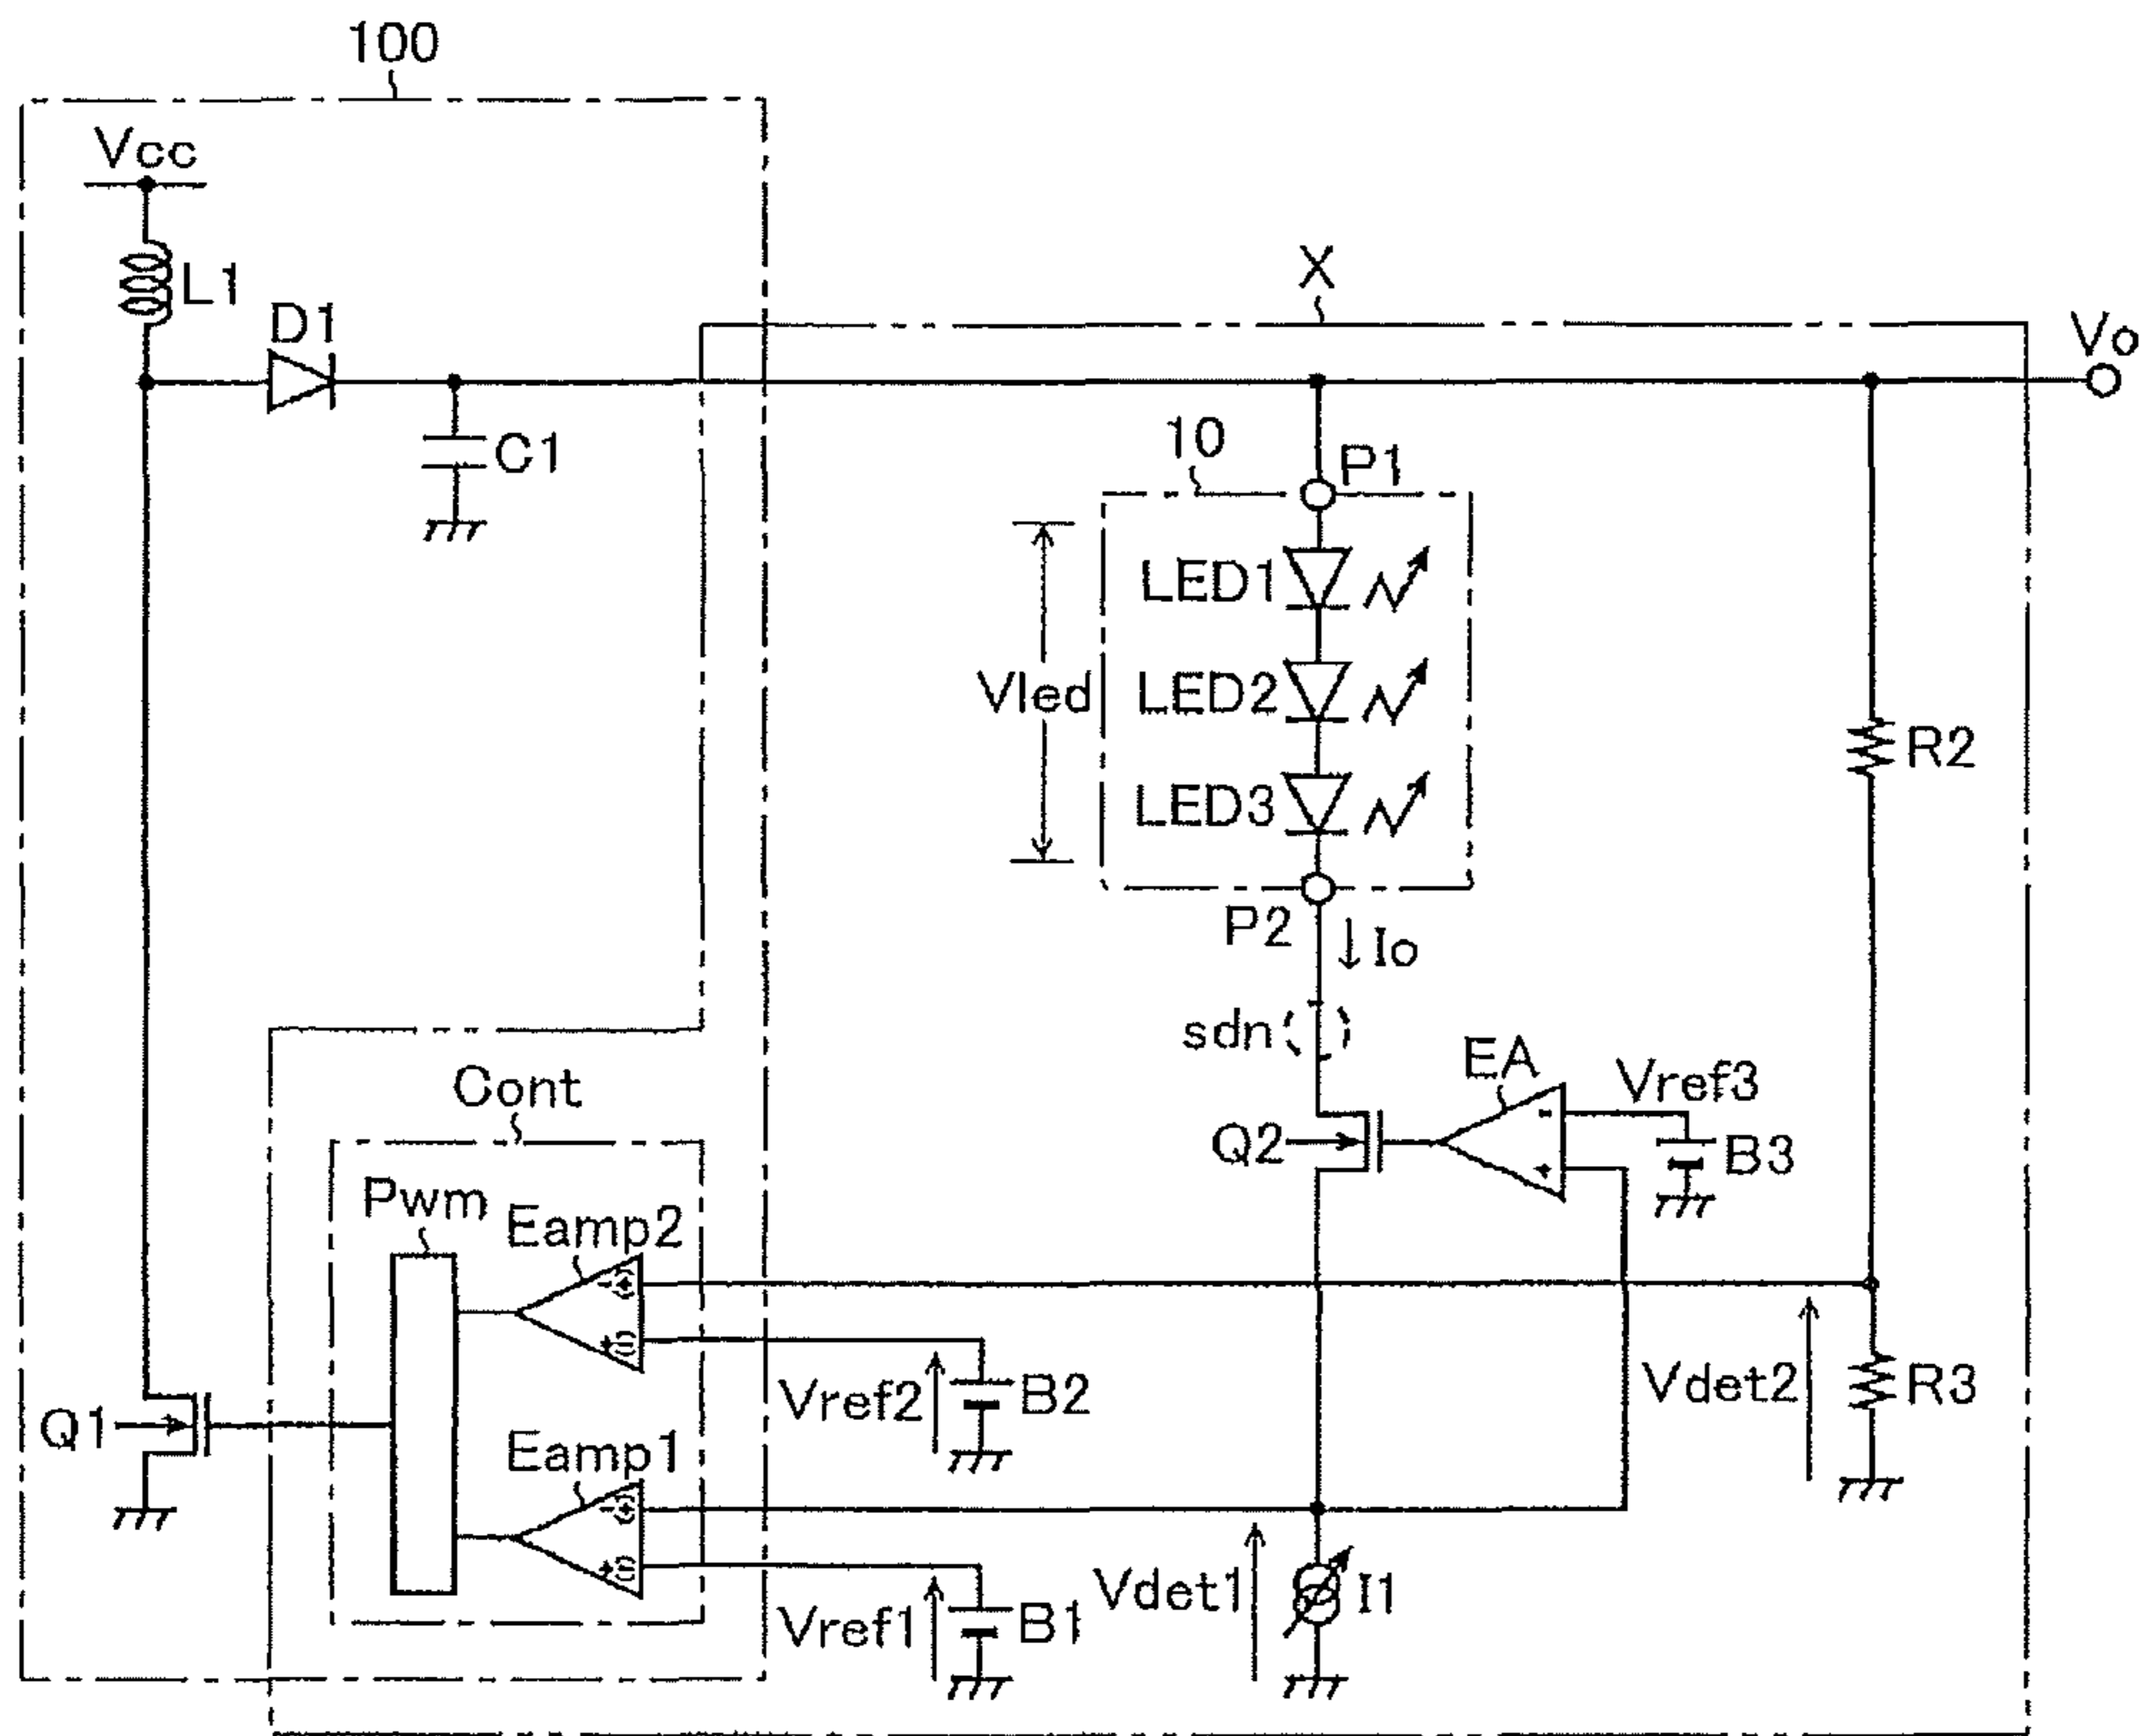 100
Vcc
L1
D1
X
Vo
C1
10
P1
LED1
Vled
LED2
R2
LED3
P2
Io
sdn
EA
Vref3
Cont
Q2
-
+
B3
Pwm
Eamp2
-(+)
+(-)
Vref2
B2
Vdet2
R3
Q1
Eamp1
-(+)
+(-)
Vref1
B1
Vdet1
I1